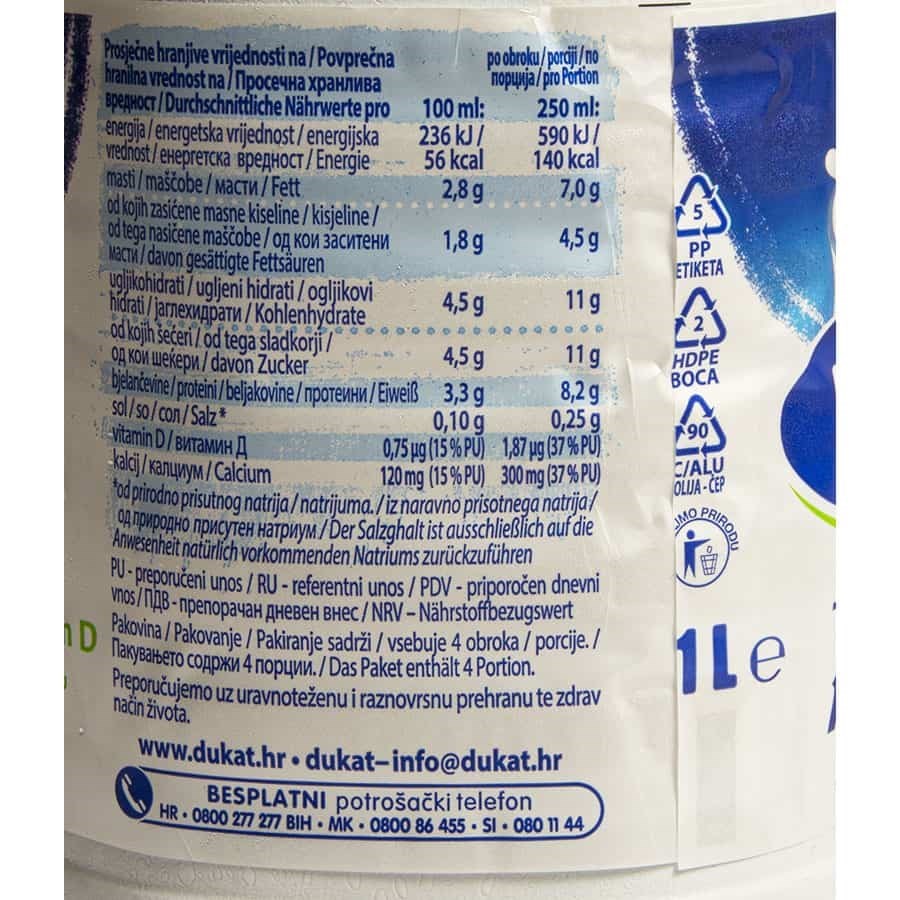 Prosječne hranjive vrijednosti na / Povprečna
hranilna vrednost na / Просечна хранлива
вредност / Durchschnittliche Nährwerte pro
100 ml:
po obroku / porciji / no
порција / pro Portion
250 ml:
energija / energetska vrijednost / energijska
vrednost / енергетска вредност / Energie
236 kJ /
56 kcal
590 kJ /
140 kcal
masti / maščobe / масти / Fett 2,8 g 7,0 g
od kojih zasićene masne kiseline / kisjeline /
od tega nasičene maščobe / од кои заситени
масти / davon gesättigte Fettsäuren
1,8 g 4,5 g
ugljikohidrati / ugljeni hidrati / ogljikovi
hidrati / јаглехидрати / Kohlenhydrate
4,5 g 11 g
od kojih šećeri / od tega sladkorji /
од кои шеќери / davon Zucker
4,5 g 11 g
bjelančevine / proteini / beljakovine / протеини / Eiweiß 3,3 g 8,2 g
sol / so / сол / Salz* 0,10 g 0,25 g
vitamin D / витамин Д 0,75 µg (15 % PU) 1,87 µg (37 % PU)
kalcij / калциум / Calcium 120 mg (15 % PU) 300 mg (37 % PU)
*od prirodno prisutnog natrija / natrijuma. / iz naravno prisotnega natrija /
од природно присутен натриум / Der Salzghalt ist ausschließlich auf die
Anwesenheit natürlich vorkommenden Natriums zurückzuführen
PU - preporučeni unos / RU - referentni unos / PDV - priporočen dnevni
vnos / ПДВ - препорачан дневен внес / NRV – Nährstoffbezugswert
Pakovina / Pakovanje / Pakiranje sadrži / vsebuje 4 obroka / porcije. /
Пакувањето содржи 4 порции. / Das Paket enthält 4 Portion.
Preporučujemo uz uravnoteženu i raznovrsnu prehranu te zdrav
način života.
www.dukat.hr • dukat–info@dukat.hr
BESPLATNI potrošački telefon
HR • 0800 277 277 BIH • MK • 0800 86 455 • SI • 080 11 44
D
5
PP
ETIKETA
2
HDPE
BOCA
90
C/ALU
ČEP
PRIRODU
1L e